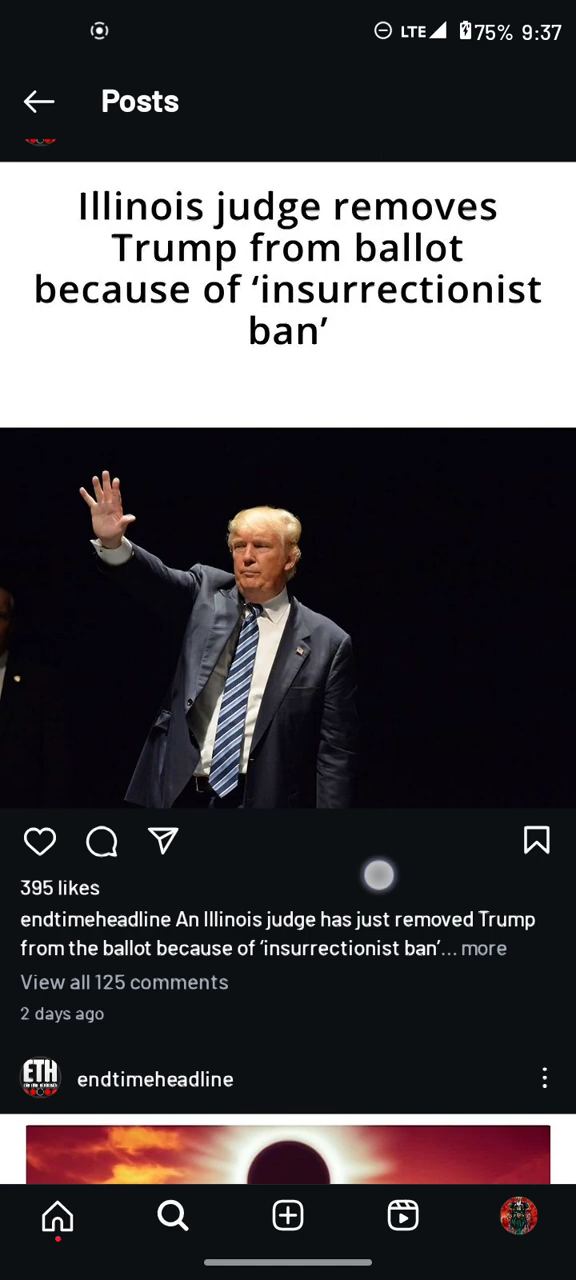 LTE 75% 9:37
Posts
Illinois judge removes
Trump from ballot
because of ‘insurrectionist
ban’
395 likes
endtimeheadline An Illinois judge has just removed Trump
from the ballot because of ‘insurrectionist ban’... more
View all 125 comments
2 days ago
ETH
endtimeheadline